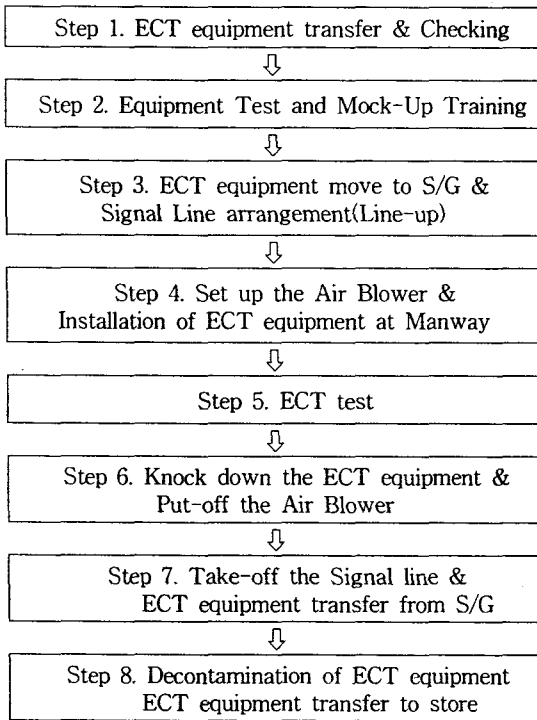 Step 1. ECT equipment transfer & Checking
Step 2. Equipment Test and Mock-Up Training
Step 3. ECT equipment move to S/G &
Signal Line arrangement(Line-up)
Step 4. Set up the Air Blower &
Installation of ECT equipment at Manway
Step 5. ECT test
Step 6. Knock down the ECT equipment &
Put-off the Air Blower
Step 7. Take-off the Signal line &
ECT equipment transfer from S/G
Step 8. Decontamination of ECT equipment
ECT equipment transfer to store